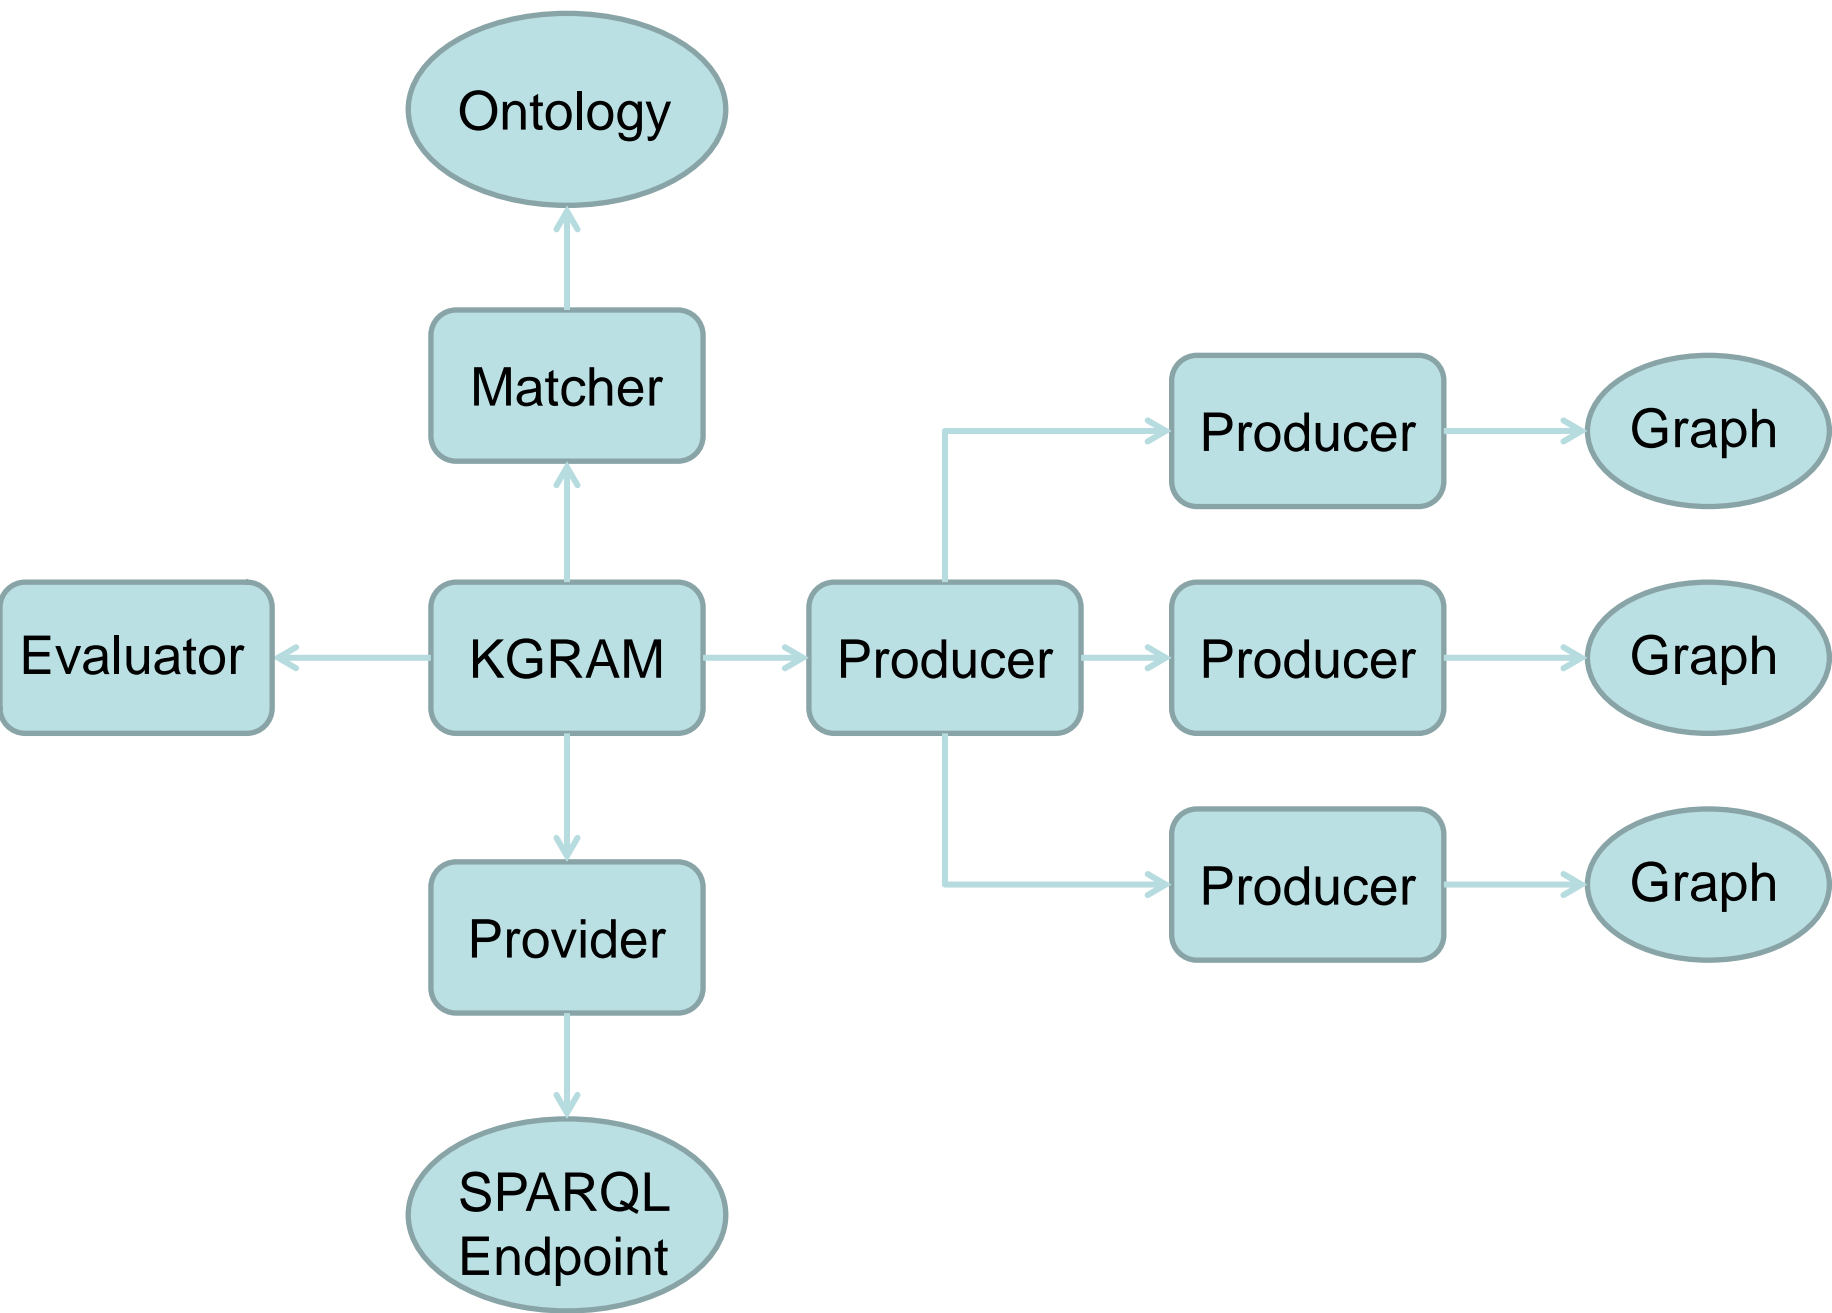 Ontology
Matcher
Producer
Graph
Evaluator
KGRAM
Producer
Producer
Graph
Provider
Producer
Graph
SPARQL
Endpoint